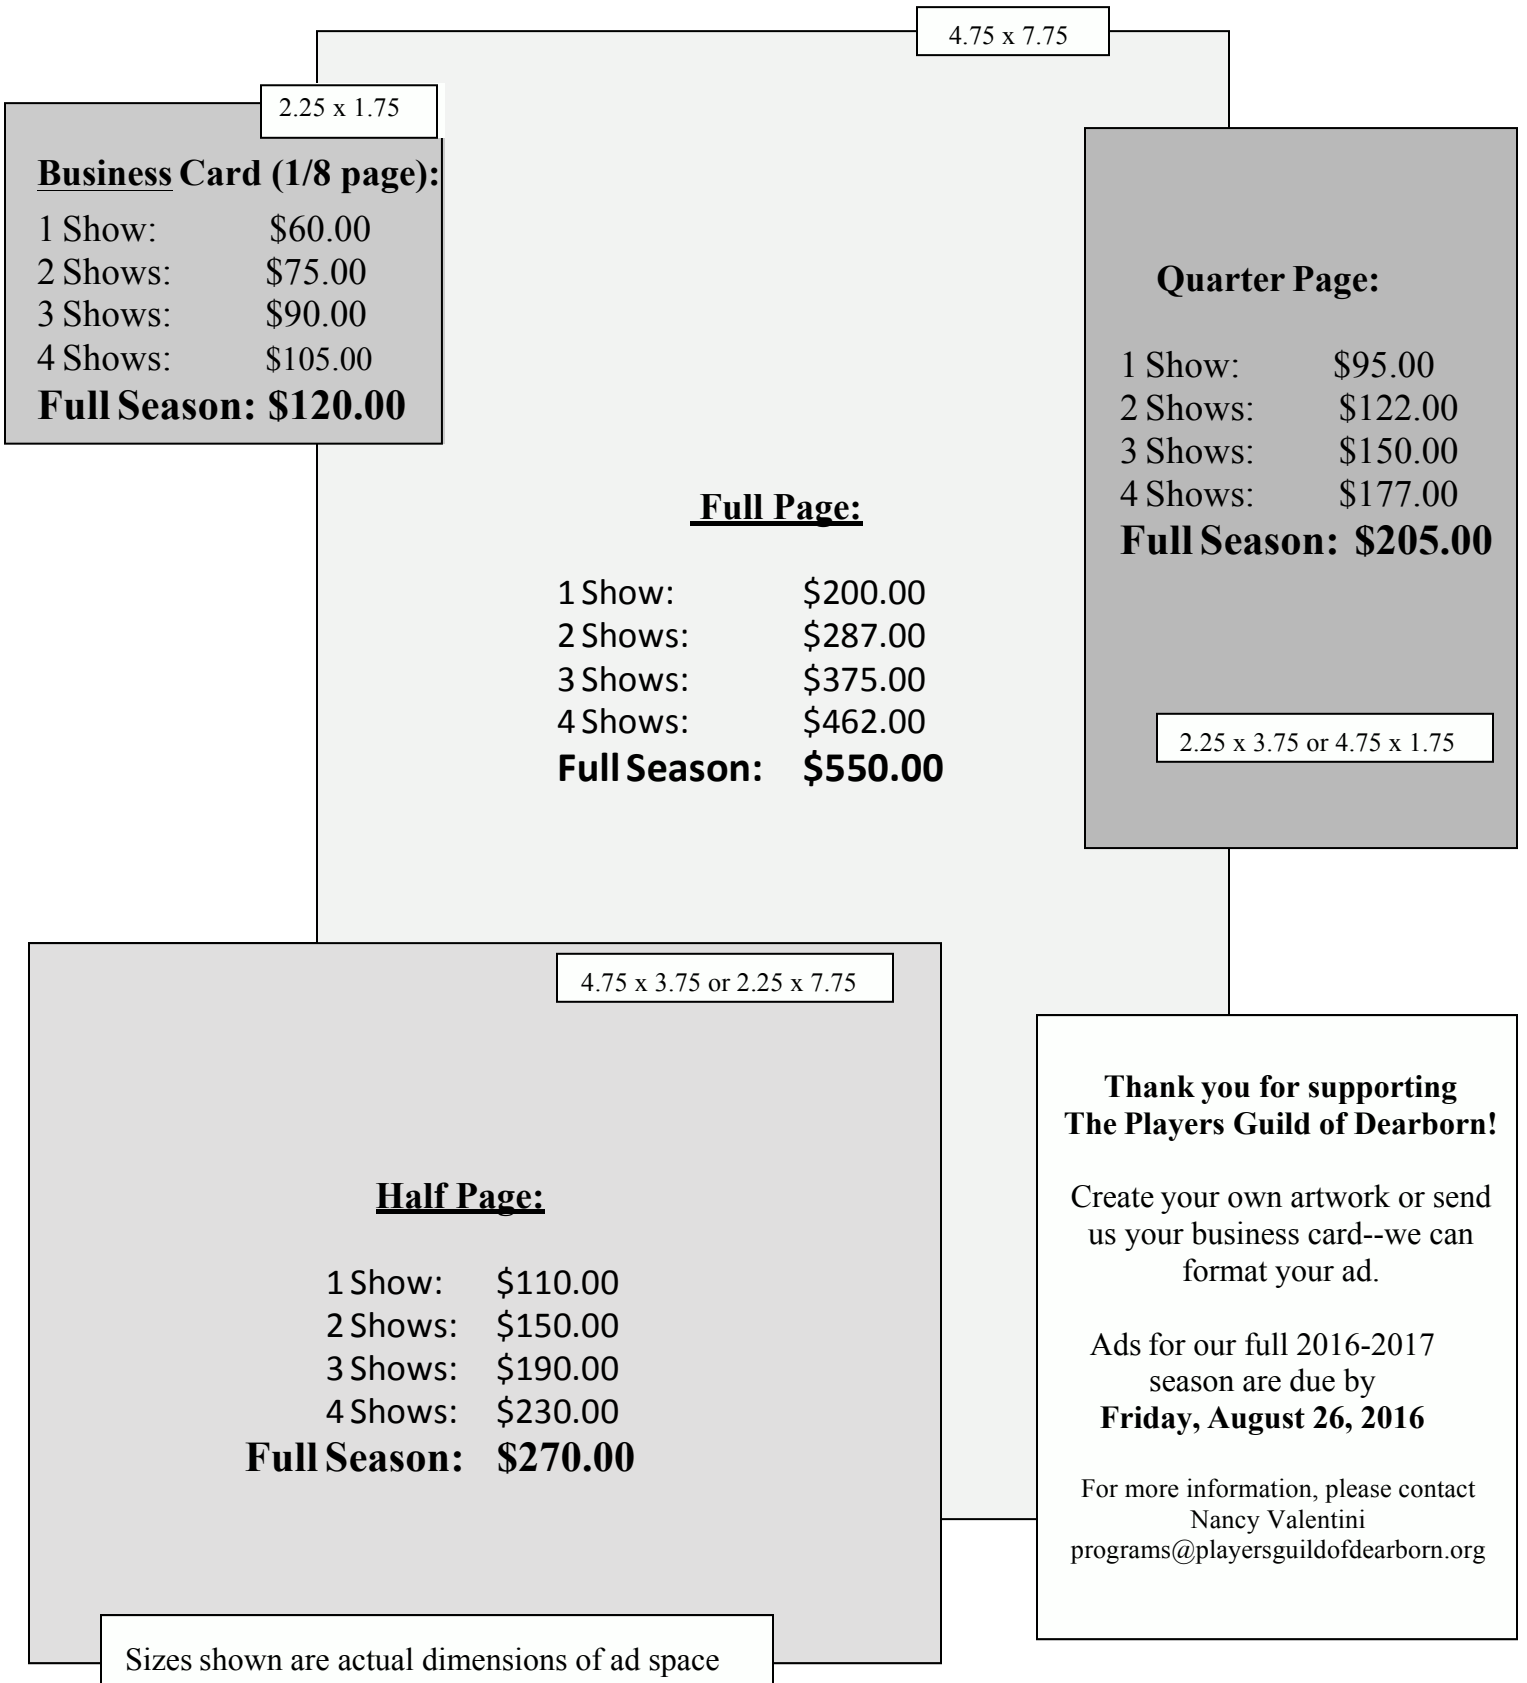 4.75 x 7.75
2.25 x 1.75
Business Card (1/8 page):
1 Show: $60.00
2 Shows: $75.00
3 Shows: $90.00
4 Shows: $105.00
Full Season: $120.00
Quarter Page:
1 Show: $95.00
2 Shows: $122.00
3 Shows: $150.00
4 Shows: $177.00
Full Season: $205.00
2.25 x 3.75 or 4.75 x 1.75
Full Page:
1 Show: $200.00
2 Shows: $287.00
3 Shows: $375.00
4 Shows: $462.00
Full Season: $550.00
4.75 x 3.75 or 2.25 x 7.75
Half Page:
1 Show: $110.00
2 Shows: $150.00
3 Shows: $190.00
4 Shows: $230.00
Full Season: $270.00
Thank you for supporting
The Players Guild of Dearborn!
Create your own artwork or send
us your business card--we can
format your ad.
Ads for our full 2016-2017
season are due by
Friday, August 26, 2016
For more information, please contact
Nancy Valentini
programs@playersguildofdearborn.org
Sizes shown are actual dimensions of ad space